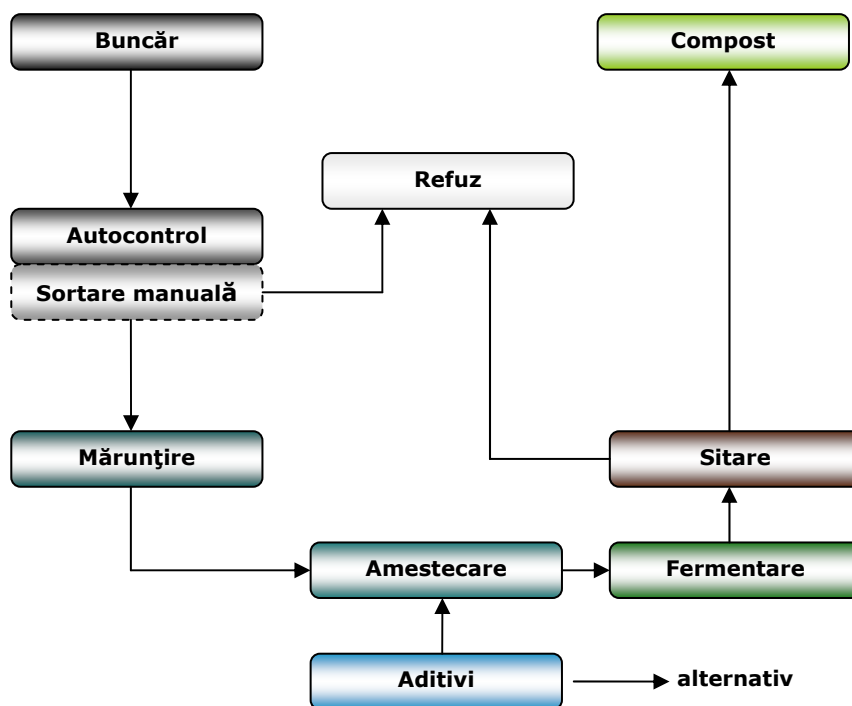 Buncăr
Compost
Refuz
Autocontrol
Sortare manuală
Mărunţire
Sitare
Amestecare
Fermentare
Aditivi
alternativ